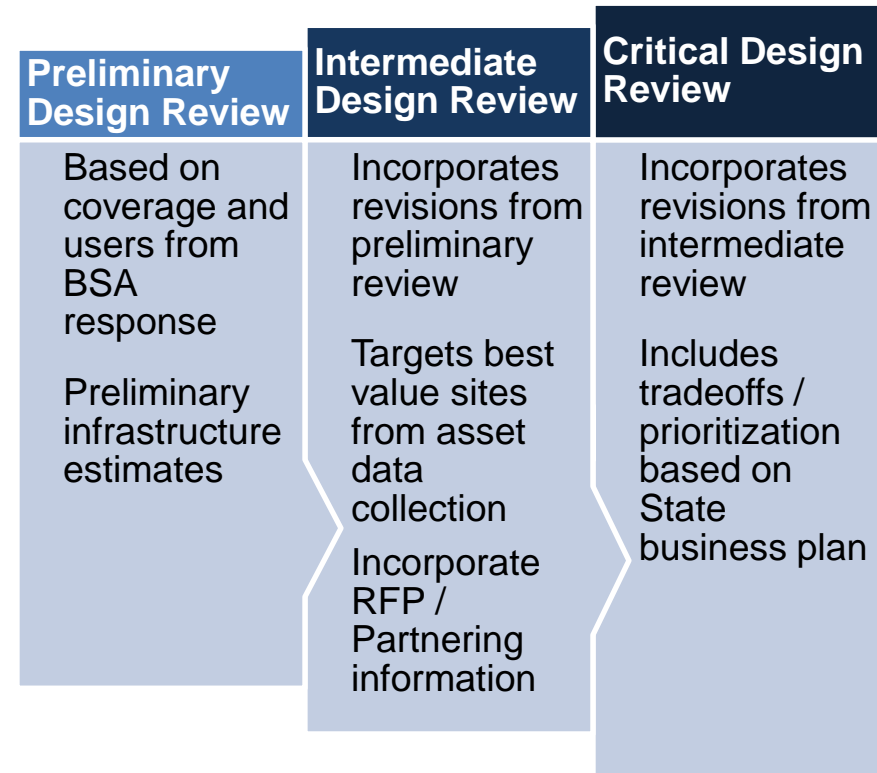 Preliminary
Design Review
Based on
coverage and
users from
BSA
response
Preliminary
infrastructure
estimates
Intermediate
Design Review
Incorporates
revisions from
preliminary
review
Targets best
value sites
from asset
data
collection
Incorporate
RFP /
Partnering
information
Critical Design
Review
Incorporates
revisions from
intermediate
review
Includes
tradeoffs /
prioritization
based on
State
business plan